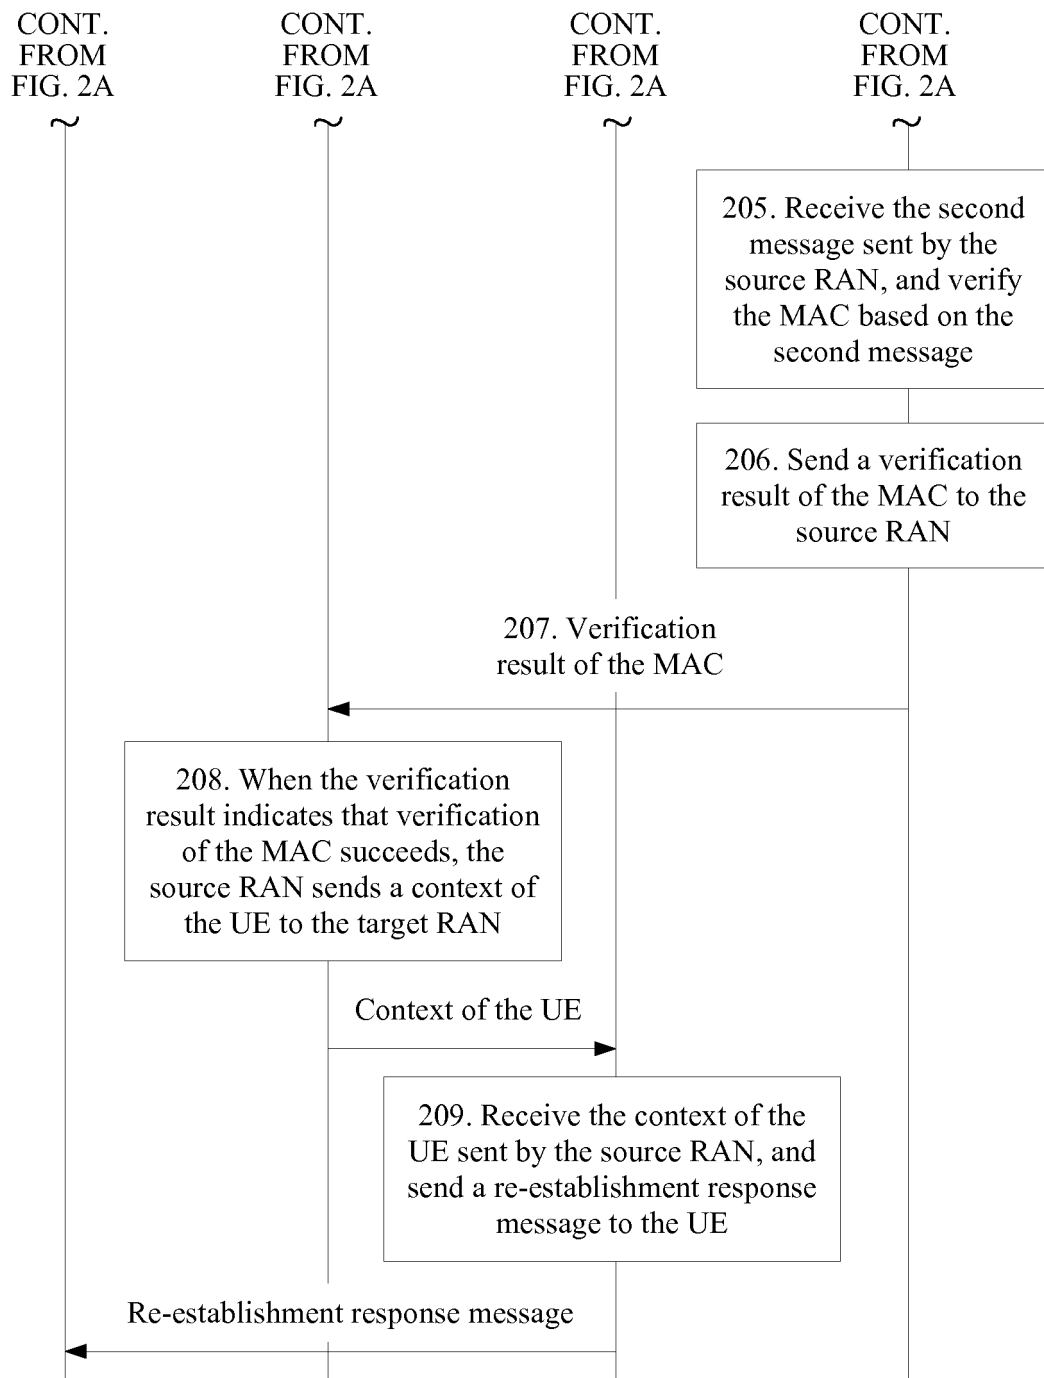 CONT.
FROM
FIG. 2A
CONT.
FROM
FIG. 2A
CONT.
FROM
FIG. 2A
CONT.
FROM
FIG. 2A
205. Receive the second
message sent by the
source RAN, and verify
the MAC based on the
second message
206. Send a verification
result of the MAC to the
source RAN
207. Verification
result of the MAC
208. When the verification
result indicates that verification
of the MAC succeeds, the
source RAN sends a context of
the UE to the target RAN
Context of the UE
209. Receive the context of the
UE sent by the source RAN, and
send a re-establishment response
message to the UE
Re-establishment response message